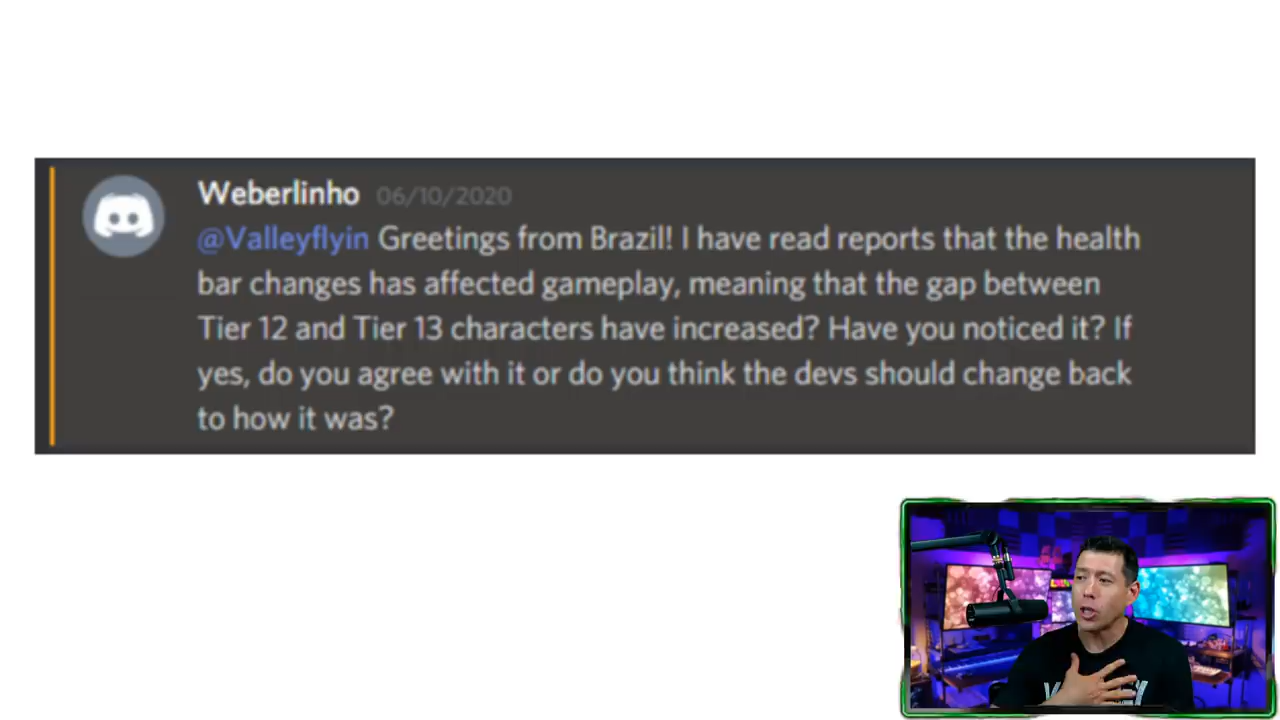 Weberlinho 06/10/2020
@Valleyflyin Greetings from Brazil! I have read reports that the health
bar changes has affected gameplay, meaning that the gap between
Tier 12 and Tier 13 characters have increased? Have you noticed it? If
yes, do you agree with it or do you think the devs should change back
to how it was?